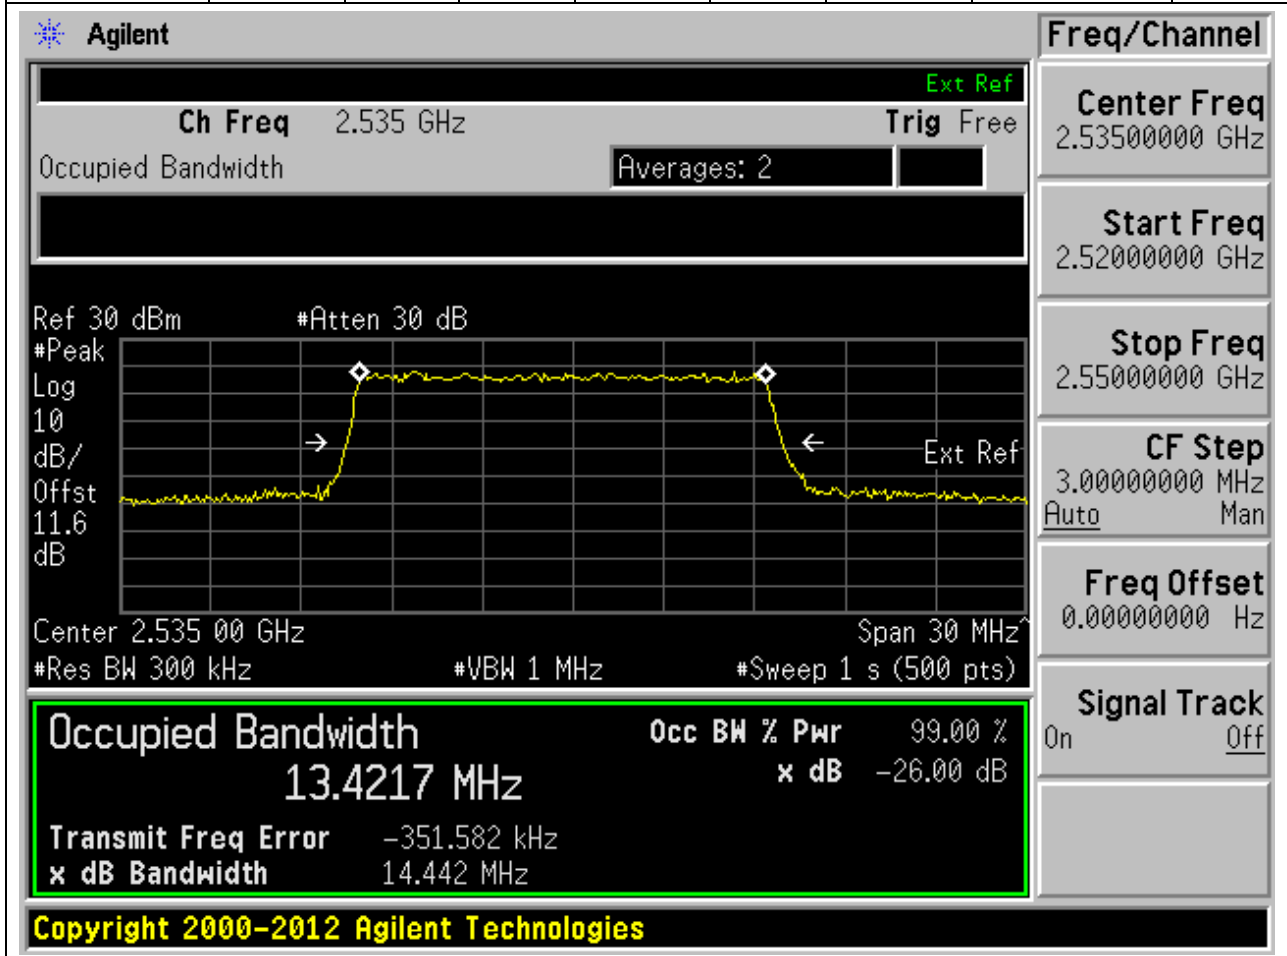 Agilent
Freq/Channel
Ext Ref
Ch Freq 2.535 GHz Trig Free
Occupied Bandwidth Averages: 2
Center Freq
2.53500000 GHz
Start Freq
2.52000000 GHz
Stop Freq
2.55000000 GHz
CF Step
3.00000000 MHz
Auto Man
Freq Offset
0.00000000 Hz
Signal Track
On Off
Ref 30 dBm #Atten 30 dB
#Peak
Log
10
dB/
Offst
11.6
dB
Ext Ref
Center 2.535 00 GHz Span 30 MHz^
#Res BW 300 kHz #VBW 1 MHz #Sweep 1 s (500 pts)
Occupied Bandwidth Occ BW % Pwr 99.00 %
13.4217 MHz x dB -26.00 dB
Transmit Freq Error -351.582 kHz
x dB Bandwidth 14.442 MHz
Copyright 2000-2012 Agilent Technologies